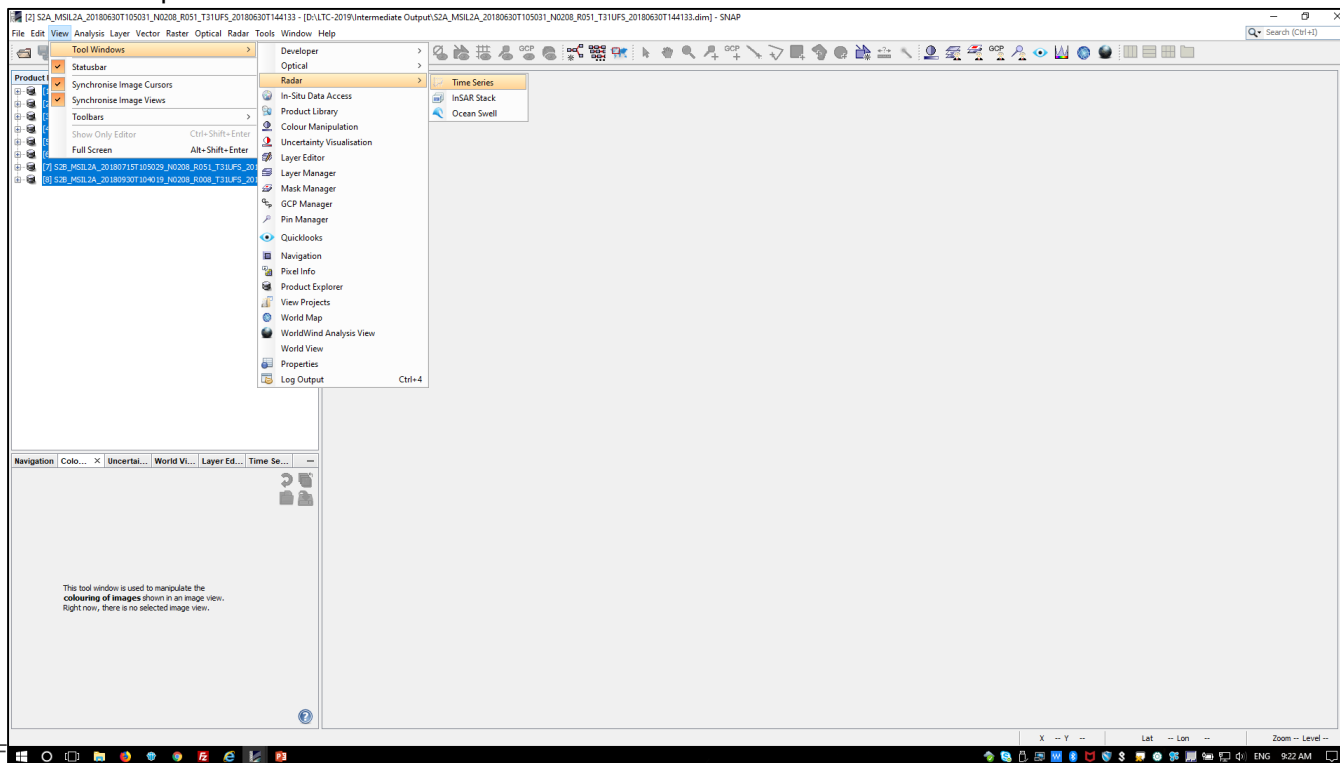 [2] S2A_MSIL2A_20180630T105031_N0208_R051_T31UFS_20180630T144133 - [D:\LTC-2019\Intermediate Output\S2A_MSIL2A_20180630T105031_N0208_R051_T31UFS_20180630T144133.dim] - SNAP
File Edit View Analysis Layer Vector Raster Optical Radar Tools Window Help
Search (Ctrl+I)
Tool Windows
Statusbar
Synchronise Image Cursors
Synchronise Image Views
Toolbars
Show Only Editor Ctrl+Shift+Enter
Full Screen Alt+Shift+Enter
Developer
Optical
Radar
In-Situ Data Access
Product Library
Colour Manipulation
Uncertainty Visualisation
Layer Editor
Layer Manager
Mask Manager
GCP Manager
Pin Manager
Quicklooks
Navigation
Pixel Info
Product Explorer
View Projects
World Map
WorldWind Analysis View
World View
Properties
Log Output Ctrl+4
Time Series
InSAR Stack
Ocean Swell
GCP
GCP
GCP
Product
[7] S2B_MSIL2A_20180715T105029_N0208_R051_T31UFS_201
[8] S2B_MSIL2A_20180930T104019_N0208_R008_T31UFS_201
Navigation Colo... Uncertai... World Vi... Layer Ed... Time Se...
This tool window is used to manipulate the
colouring of images shown in an image view.
Right now, there is no selected image view.
X -- Y -- Lat -- Lon -- Zoom -- Level --
ENG 9:22 AM